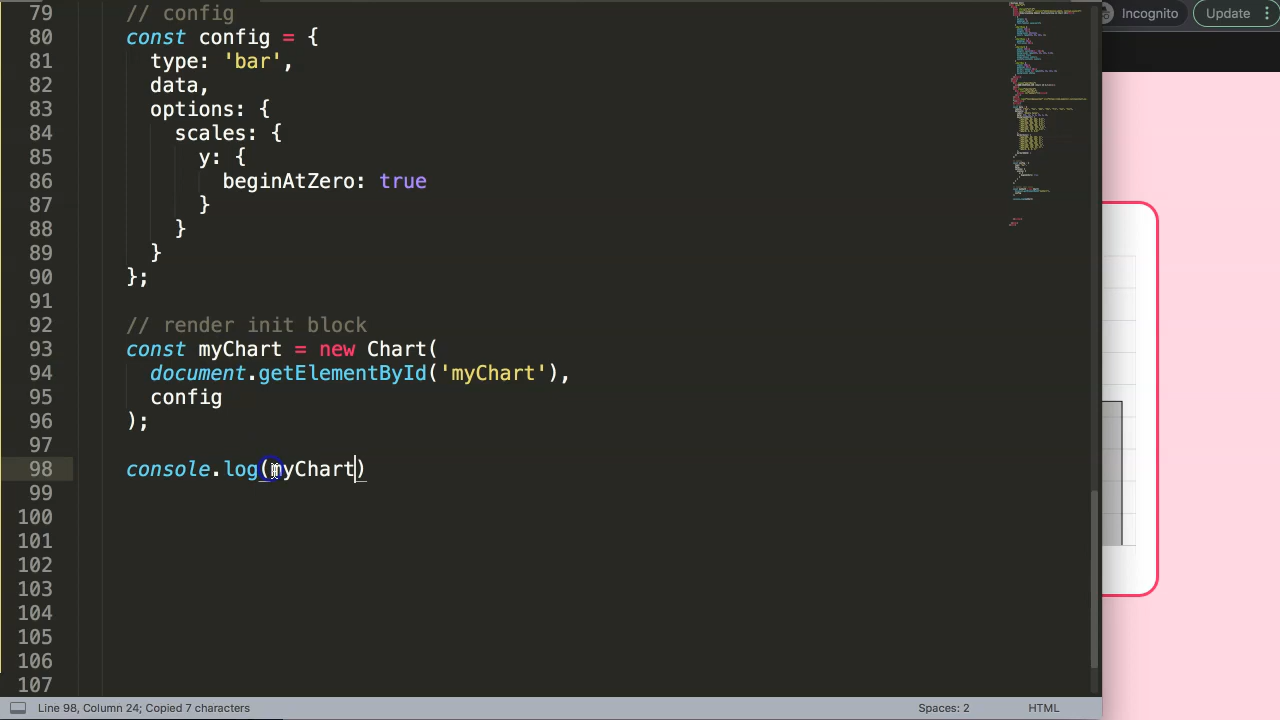 Incognito
Update
79 // config
80 const config = {
81 type: 'bar',
82 data,
83 options: {
84 scales: {
85 y: {
86 beginAtZero: true
87 }
88 }
89 }
90 };
91
92 // render init block
93 const myChart = new Chart(
94 document.getElementById('myChart'),
95 config
96 );
97
98 console.log(myChart)
99
100
101
102
103
104
105
106
107
Line 98, Column 24; Copied 7 characters
Spaces: 2
HTML